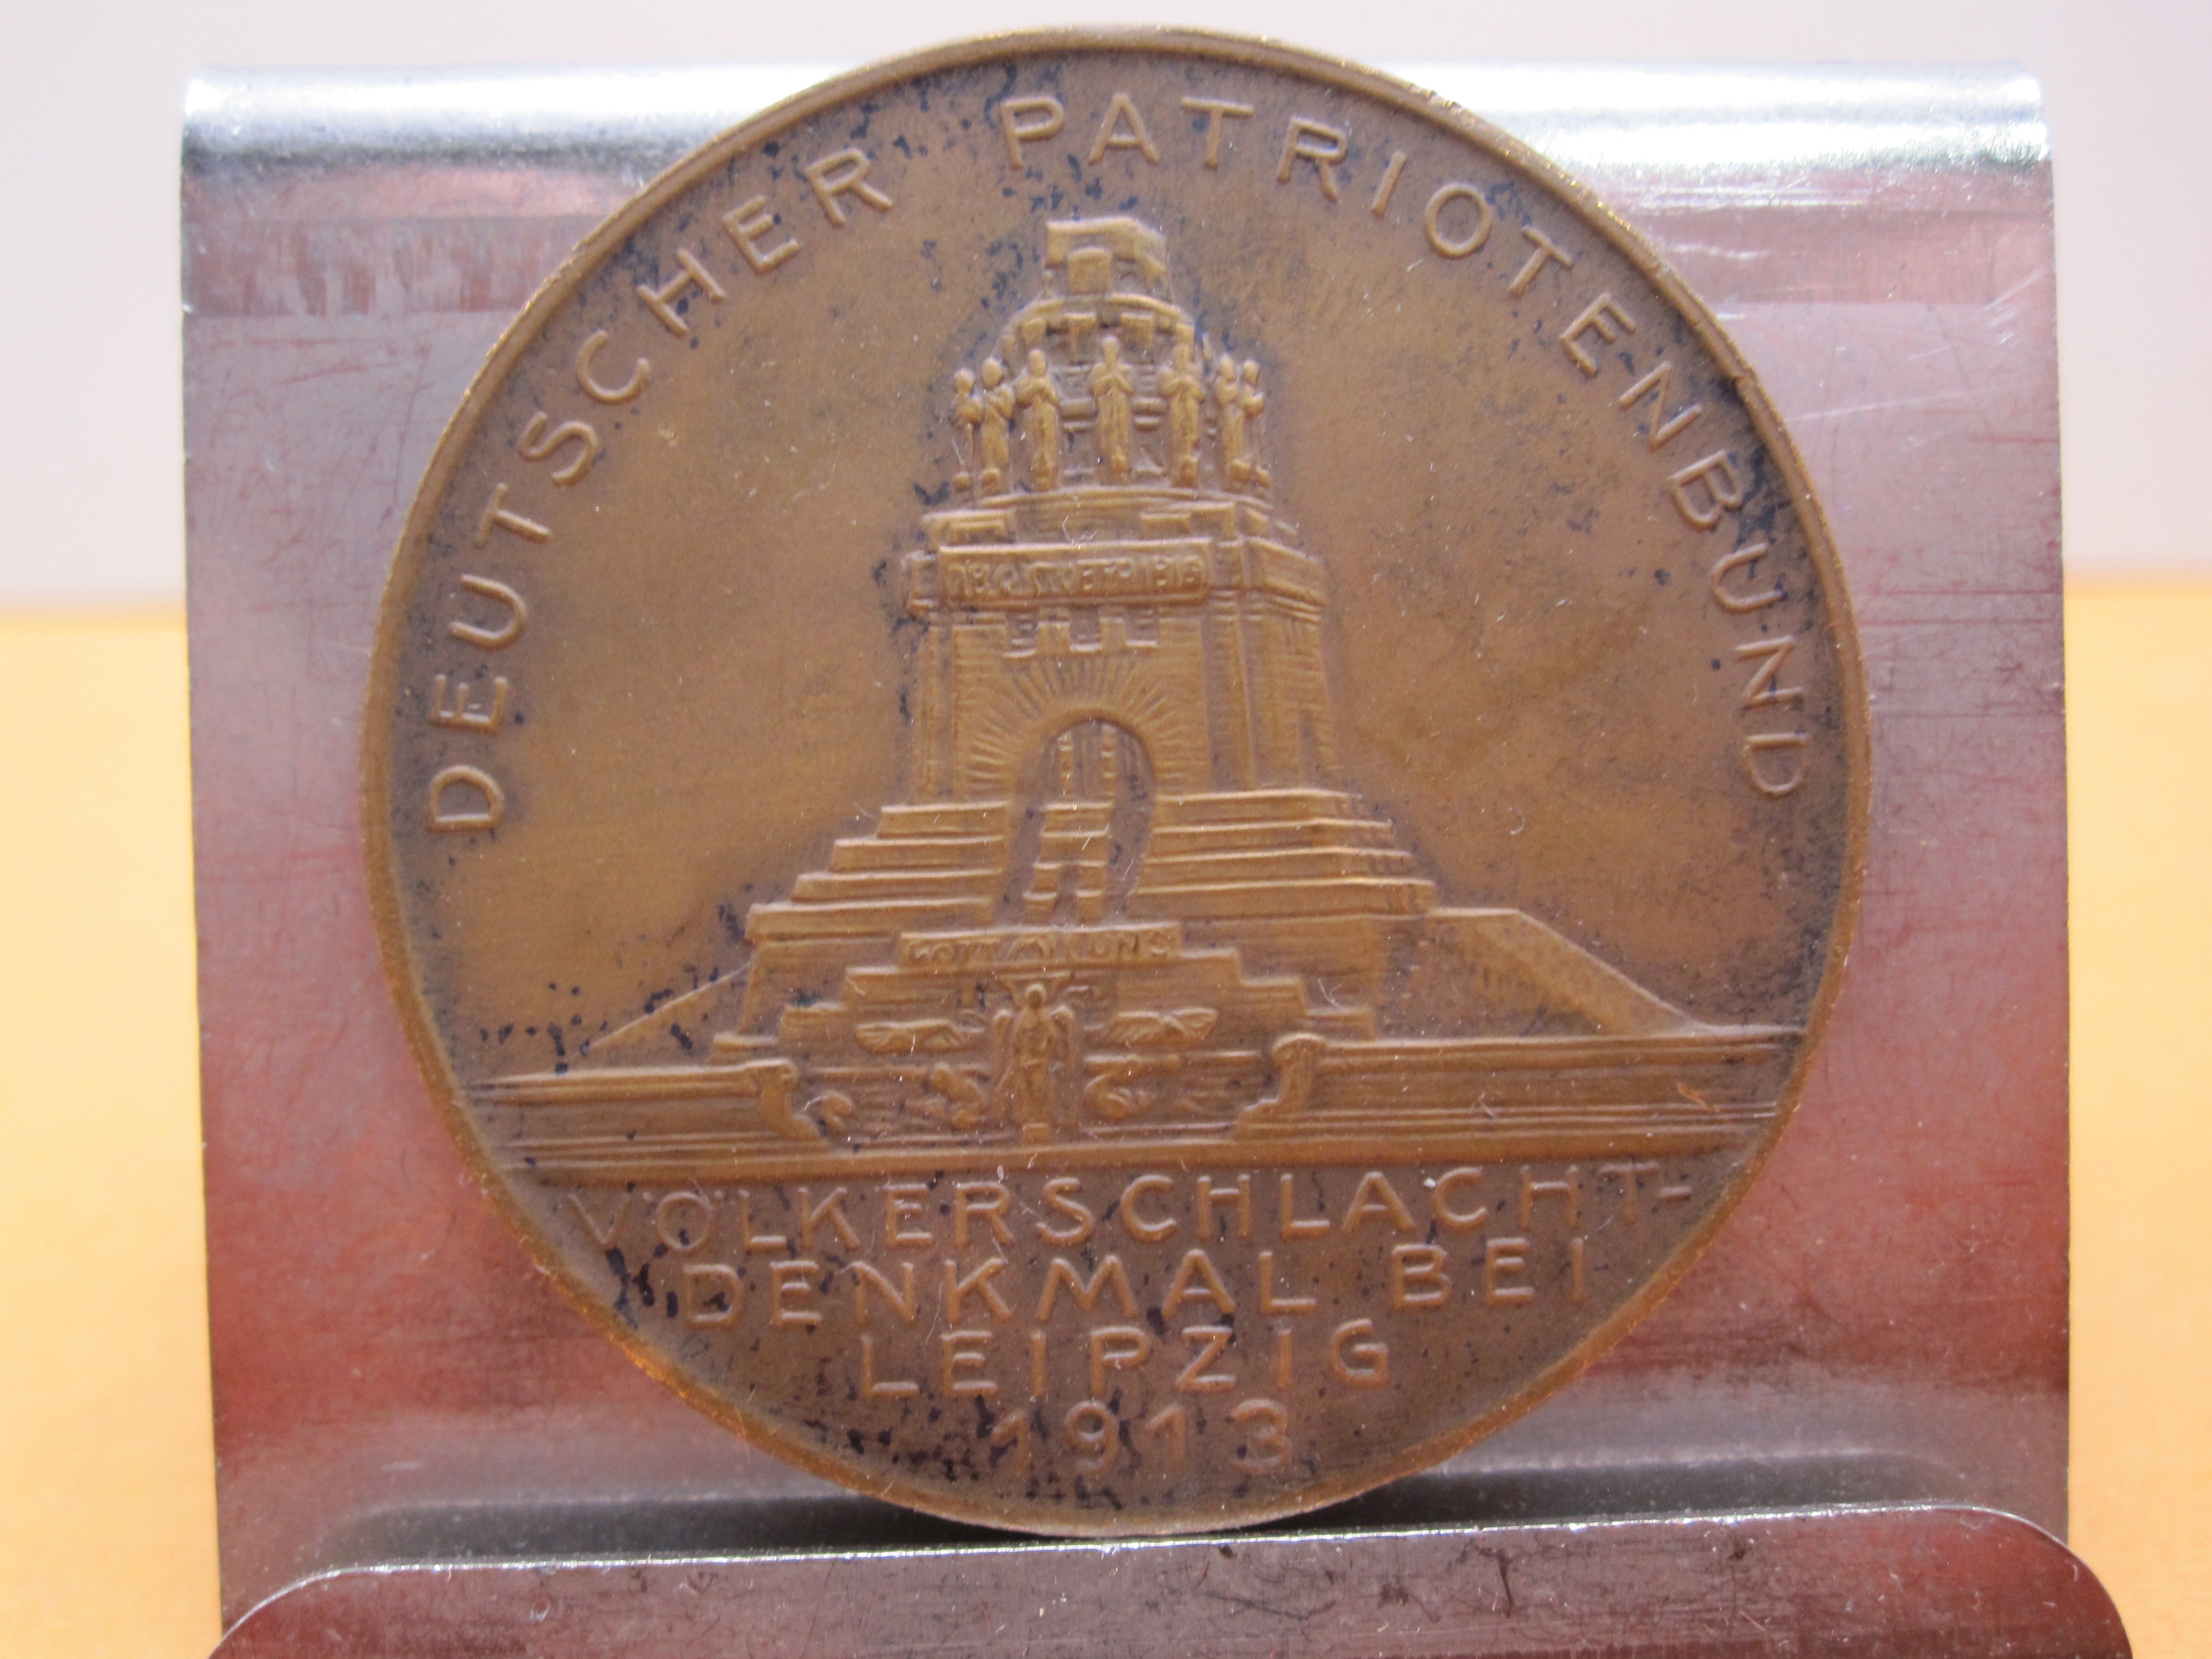 DEUTSCHER PATRIOTENBUND
VÖLKERSCHLACHT-
DENKMAL BEI
LEIPZIG
1913